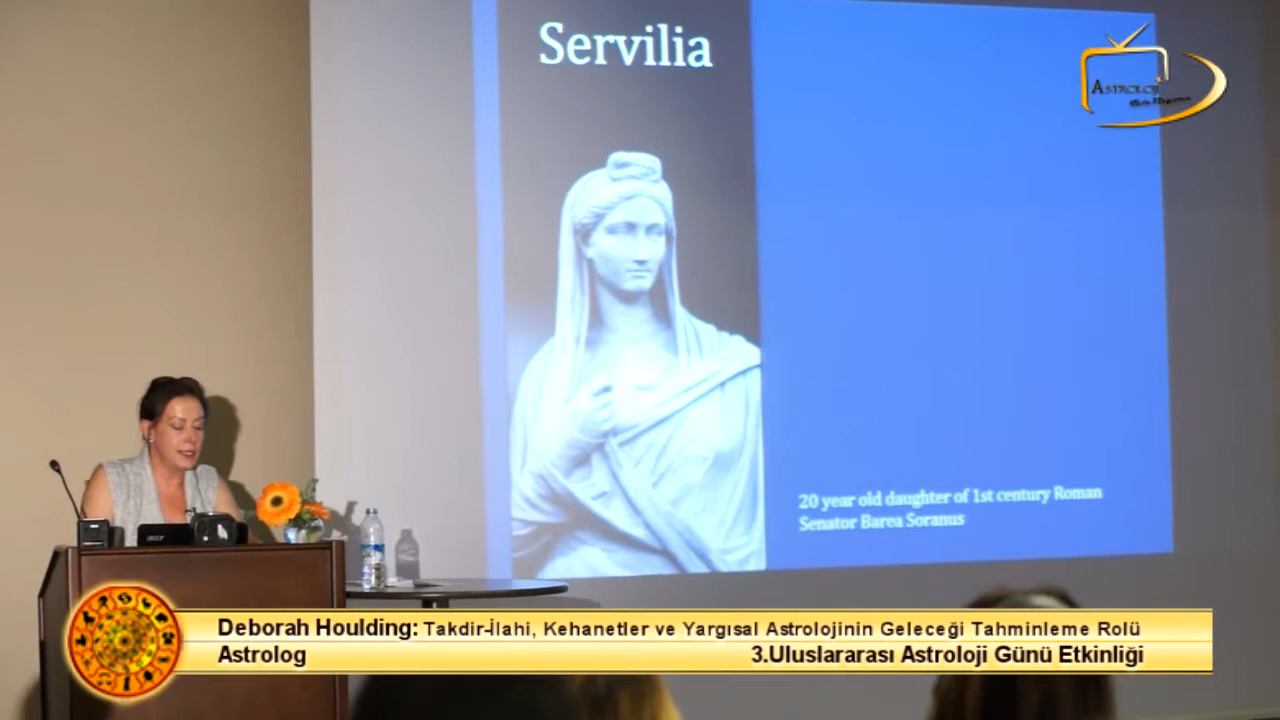 Servilia
ASTROLOJİ
20 year old daughter of 1st century Roman
Senator Barea Soranus
acer
Deborah Houlding: Takdir-İlahi, Kehanetler ve Yargısal Astrolojinin Geleceği Tahminleme Rolü
Astrolog
3.Uluslararası Astroloji Günü Etkinliği